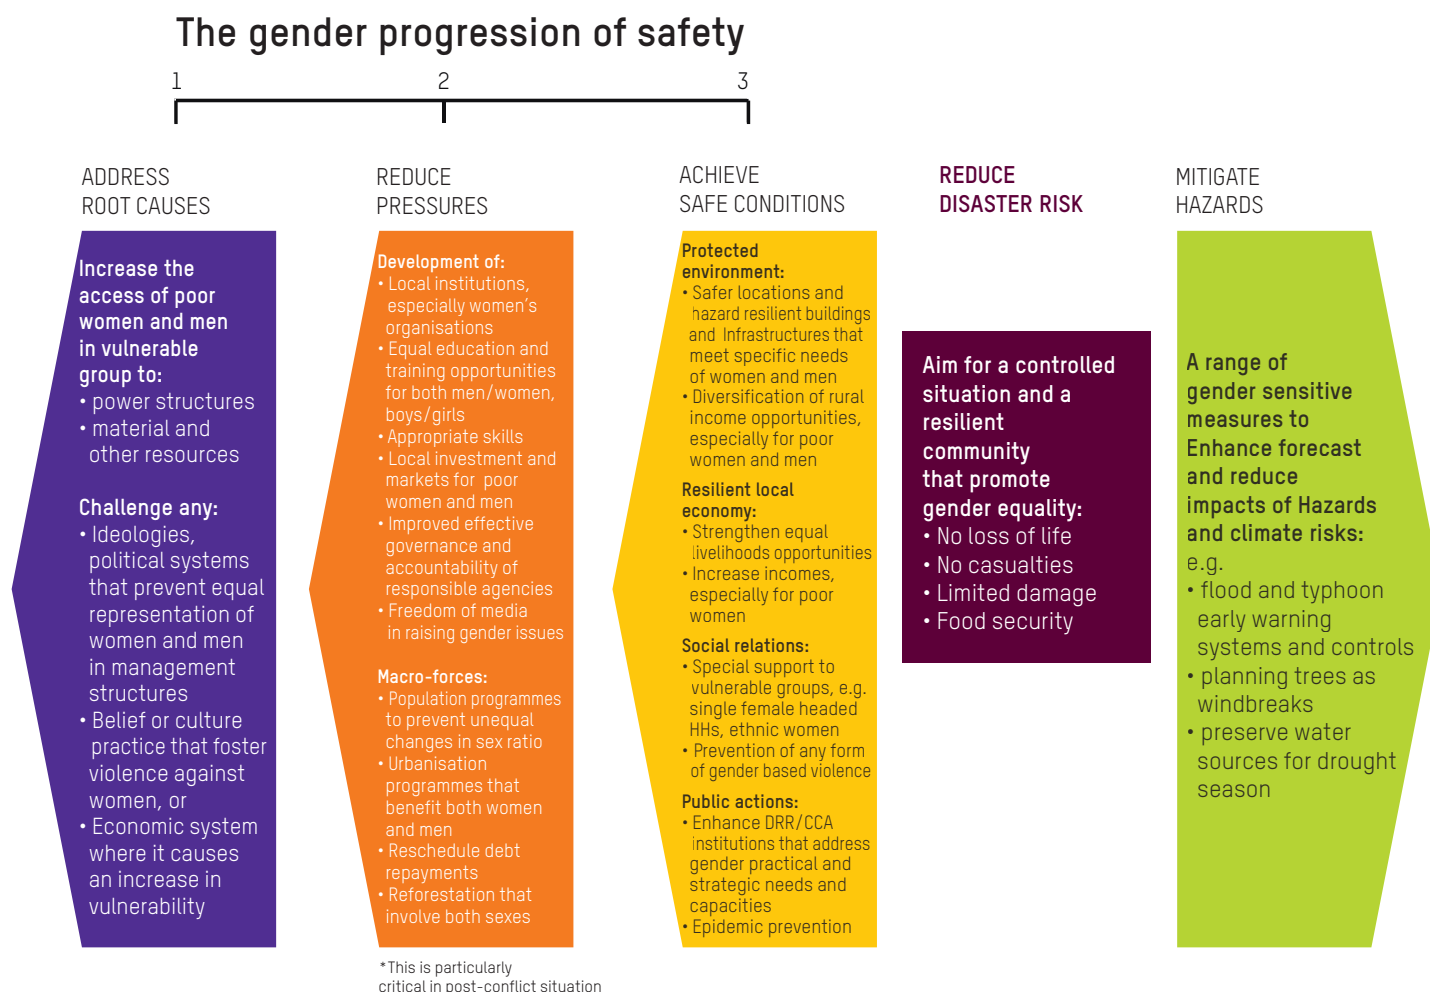 The gender progression of safety
1 2 3
ADDRESS
ROOT CAUSES
Increase the
access of poor
women and men
in vulnerable
group to:
• power structures
• material and
other resources
Challenge any:
• Ideologies,
political systems
that prevent equal
representation of
women and men
in management
structures
• Belief or culture
practice that foster
violence against
women, or
• Economic system
where it causes
an increase in
vulnerability
REDUCE
PRESSURES
Development of:
• Local institutions,
especially women's
organisations
• Equal education and
training opportunities
for both men/women,
boys/girls
• Appropriate skills
• Local investment and
markets for poor
women and men
• Improved effective
governance and
accountability of
responsible agencies
• Freedom of media
in raising gender issues
Macro-forces:
• Population programmes
to prevent unequal
changes in sex ratio
• Urbanisation
programmes that
benefit both women
and men
• Reschedule debt
repayments
• Reforestation that
involve both sexes
*This is particularly
critical in post-conflict situation
ACHIEVE
SAFE CONDITIONS
Protected
environment:
• Safer locations and
hazard resilient buildings
and Infrastructures that
meet specific needs
of women and men
• Diversification of rural
income opportunities,
especially for poor
women and men
Resilient local
economy:
• Strengthen equal
livelihoods opportunities
• Increase incomes,
especially for poor
women
Social relations:
• Special support to
vulnerable groups, e.g.
single female headed
HHs, ethnic women
• Prevention of any form
of gender based violence
Public actions:
• Enhance DRR/CCA
institutions that address
gender practical and
strategic needs and
capacities
• Epidemic prevention
REDUCE
DISASTER RISK
Aim for a controlled
situation and a
resilient
community
that promote
gender equality:
• No loss of life
• No casualties
• Limited damage
• Food security
MITIGATE
HAZARDS
A range of
gender sensitive
measures to
Enhance forecast
and reduce
impacts of Hazards
and climate risks:
e.g.
• flood and typhoon
early warning
systems and controls
• planning trees as
windbreaks
• preserve water
sources for drought
season